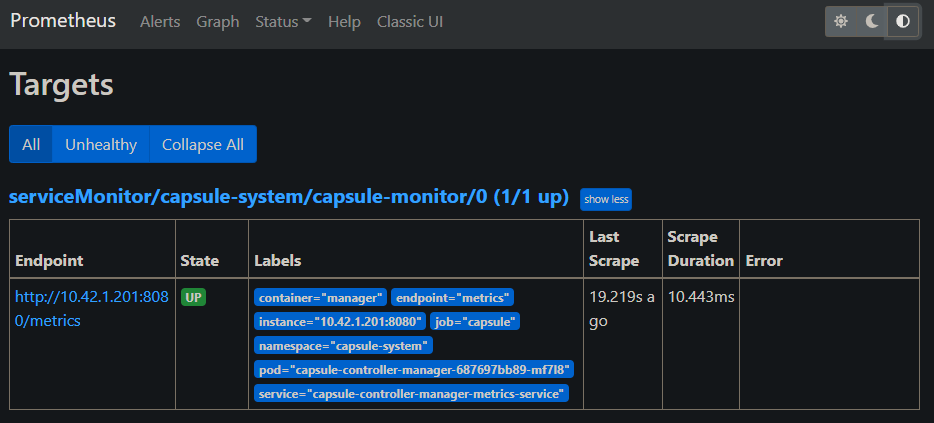 Prometheus Alerts Graph Status Help Classic UI
Targets
All Unhealthy Collapse All
serviceMonitor/capsule-system/capsule-monitor/0 (1/1 up) show less
Endpoint State Labels Last Scrape Scrape Duration Error
http://10.42.1.201:808
0/metrics
UP
container="manager" endpoint="metrics"
instance="10.42.1.201:8080" job="capsule"
namespace="capsule-system"
pod="capsule-controller-manager-687697bb89-mf7l8"
service="capsule-controller-manager-metrics-service"
19.219s a
go
10.443ms